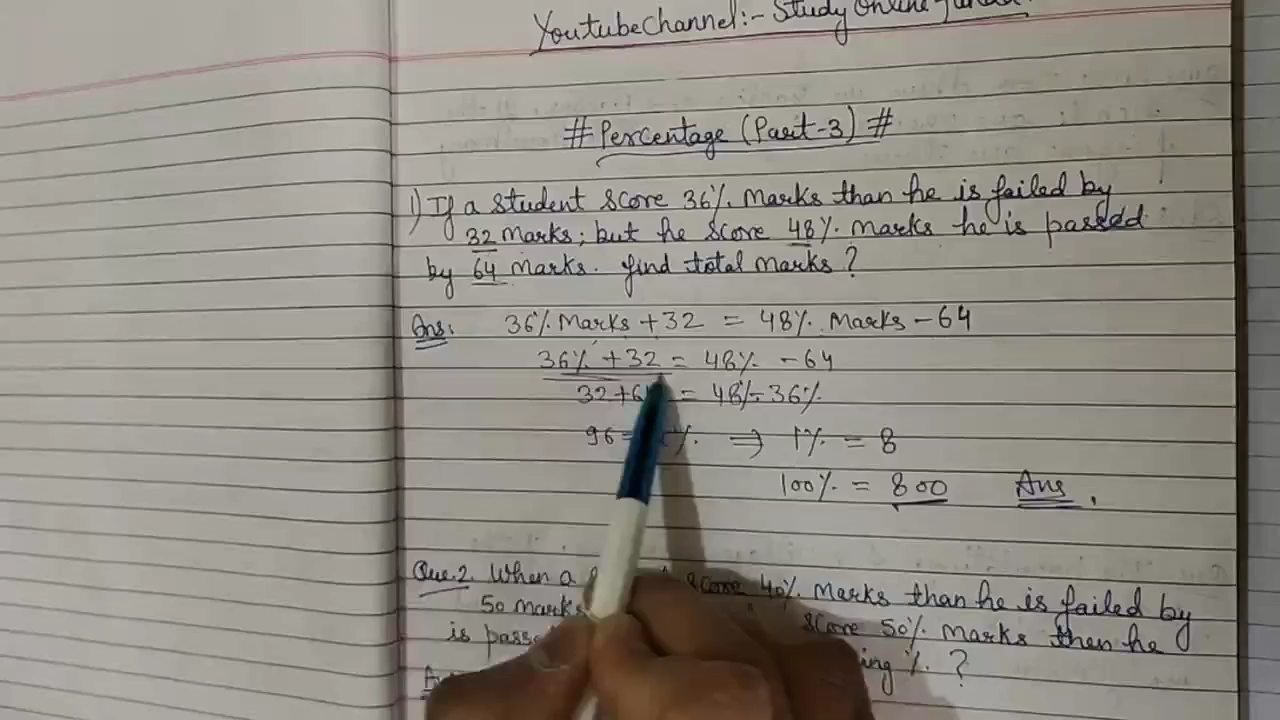 YoutubeChannel:- Study Online
# Percentage (Part-3) #
1) If a student score 36% Marks than he is failed by
32 marks; but he score 48% marks he is passed
by 64 marks. find total marks?
Ans: 36% Marks + 32 = 48% Marks - 64
36% + 32 = 48% - 64
32+6 = 48% - 36%
96 = % ⇒ 1% = 8
100% = 800 Ans.
Que.2. When a score 40% Marks than he is failed by
50 marks score 50% marks then he
is %. ?